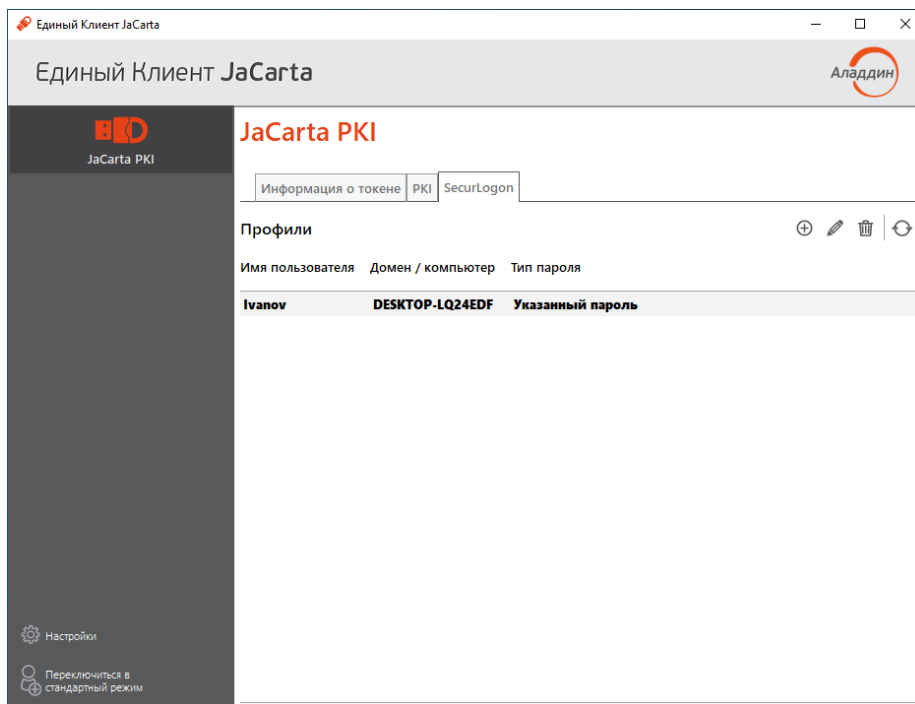 Единый Клиент JaCarta
Единый Клиент JaCarta
Аладдин
JaCarta PKI
JaCarta PKI
Информация о токене PKI SecurLogon
Профили
Имя пользователя Домен / компьютер Тип пароля
Ivanov DESKTOP-LQ24EDF Указанный пароль
Настройки
Переключиться в
стандартный режим